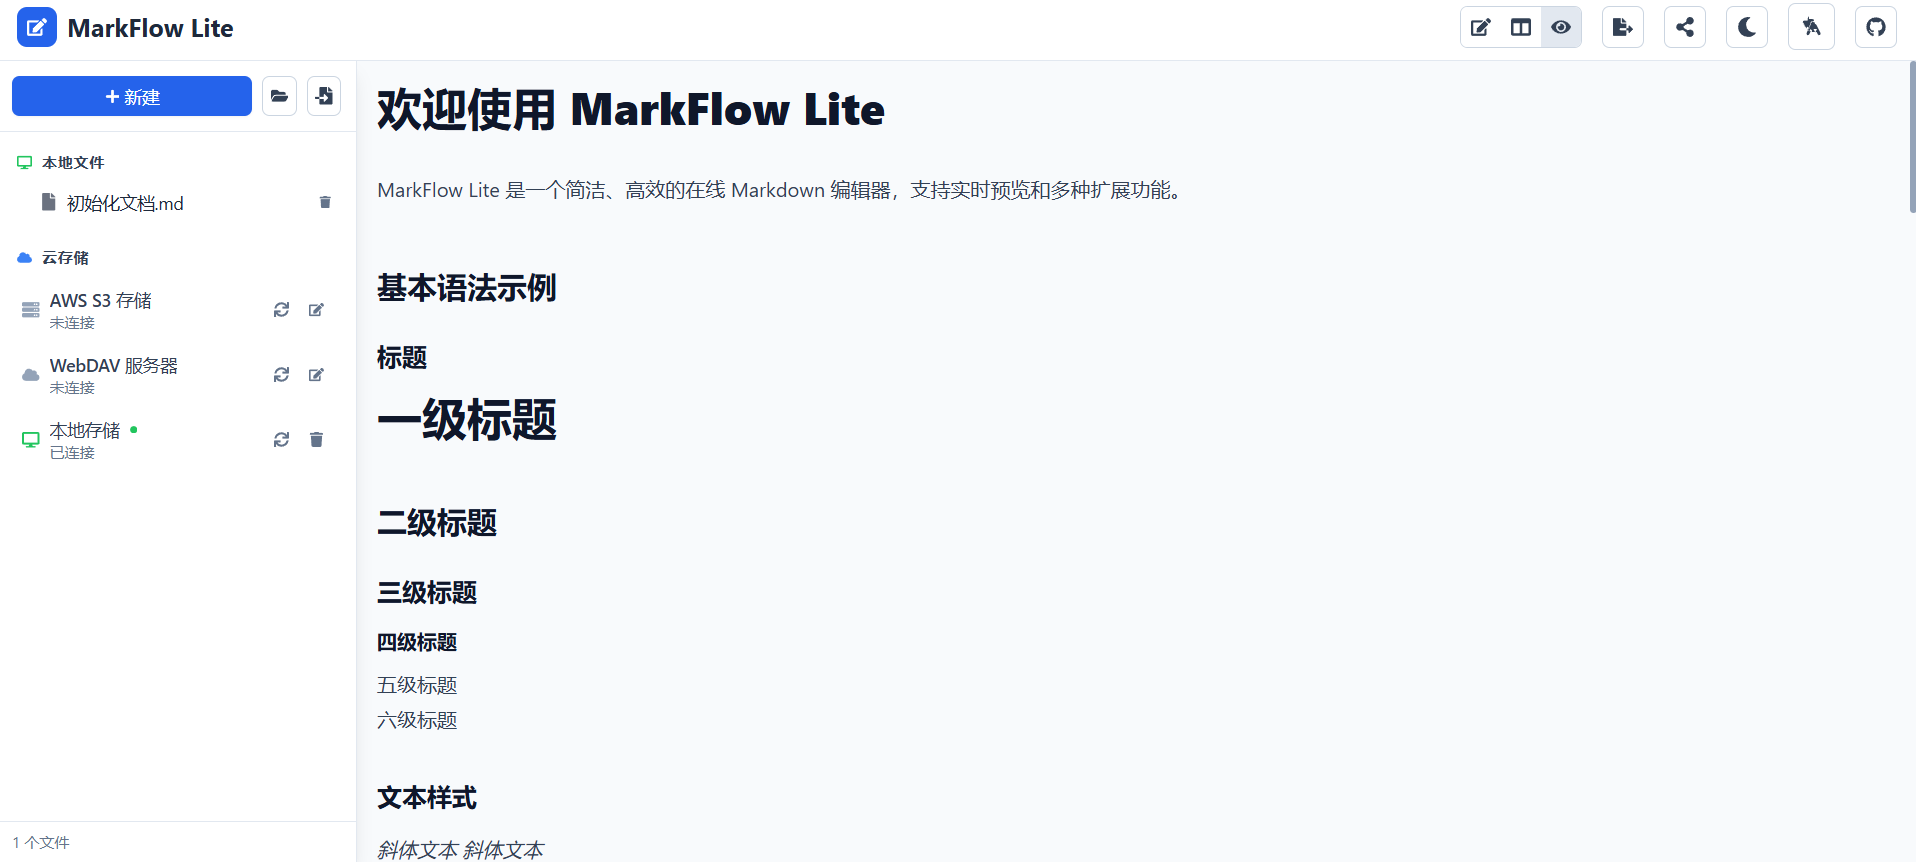 MarkFlow Lite
新建
本地文件
初始化文档.md
云存储
AWS S3 存储
未连接
WebDAV 服务器
未连接
本地存储
已连接
1 个文件
欢迎使用 MarkFlow Lite
MarkFlow Lite 是一个简洁、高效的在线 Markdown 编辑器，支持实时预览和多种扩展功能。
基本语法示例
标题
一级标题
二级标题
三级标题
四级标题
五级标题
六级标题
文本样式
斜体文本 斜体文本